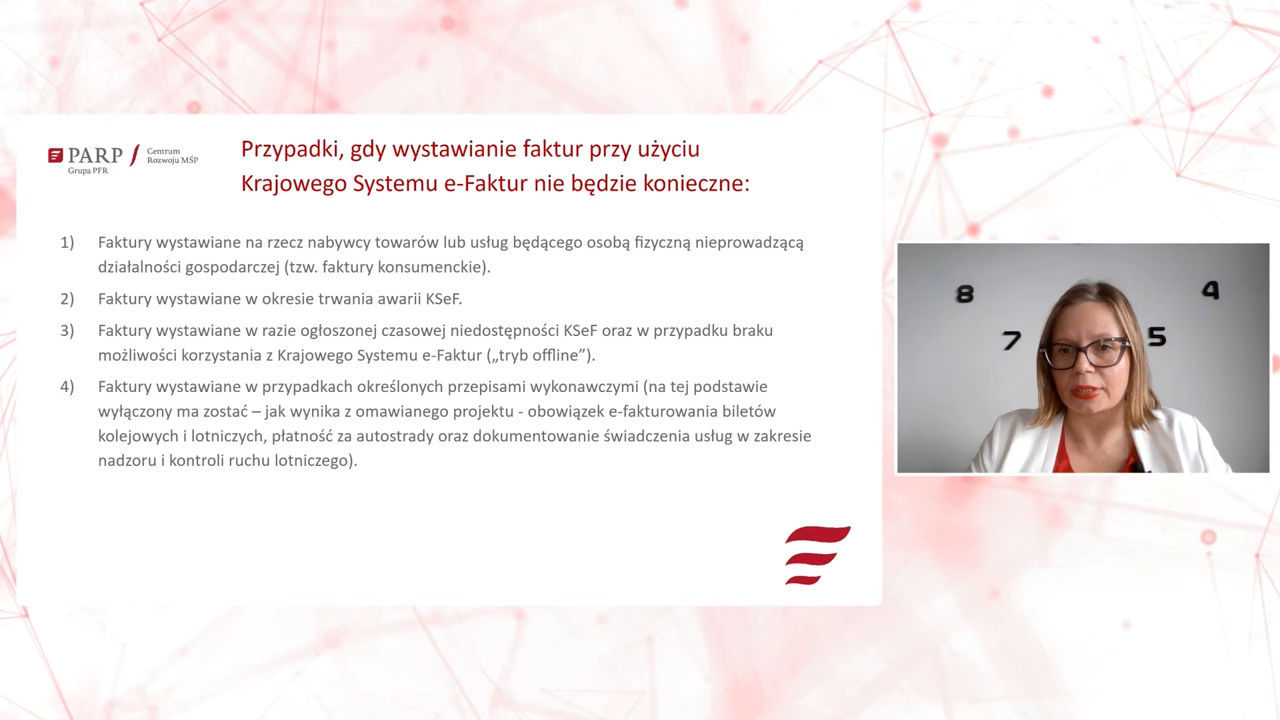 PARP
Grupa PFR
Centrum
Rozwoju MŚP
Przypadki, gdy wystawianie faktur przy użyciu
Krajowego Systemu e-Faktur nie będzie konieczne:
1) Faktury wystawiane na rzecz nabywcy towarów lub usług będącego osobą fizyczną nieprowadzącą
działalności gospodarczej (tzw. faktury konsumenckie).
2) Faktury wystawiane w okresie trwania awarii KSeF.
3) Faktury wystawiane w razie ogłoszonej czasowej niedostępności KSeF oraz w przypadku braku
możliwości korzystania z Krajowego Systemu e-Faktur („tryb offline”).
4) Faktury wystawiane w przypadkach określonych przepisami wykonawczymi (na tej podstawie
wyłączony ma zostać – jak wynika z omawianego projektu - obowiązek e-fakturowania biletów
kolejowych i lotniczych, płatność za autostrady oraz dokumentowanie świadczenia usług w zakresie
nadzoru i kontroli ruchu lotniczego).
8
4
7
5